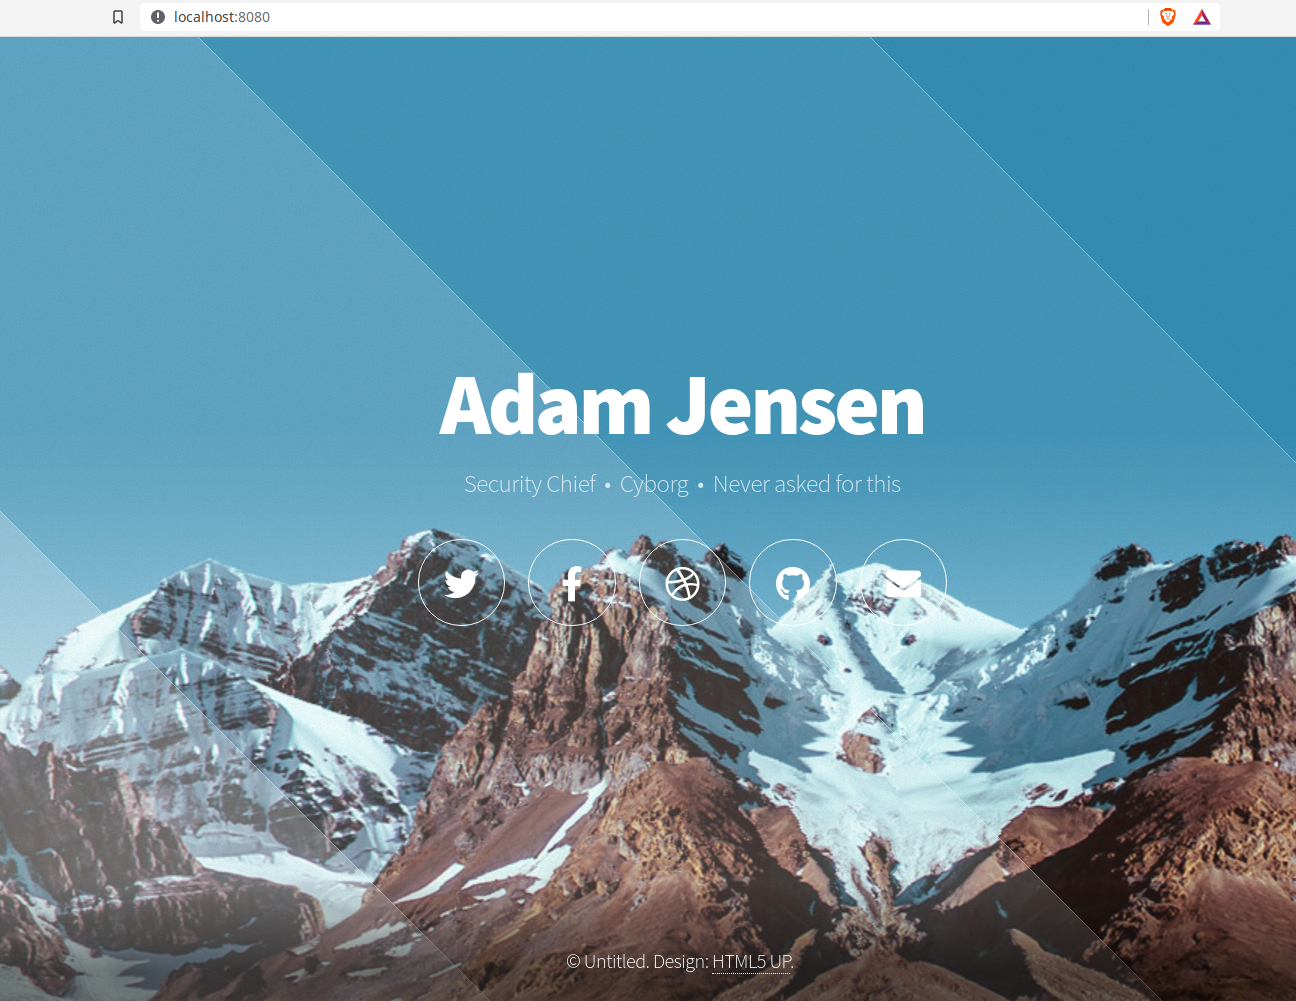 localhost:8080
Adam Jensen
Security Chief • Cyborg • Never asked for this
© Untitled. Design: HTML5 UP.